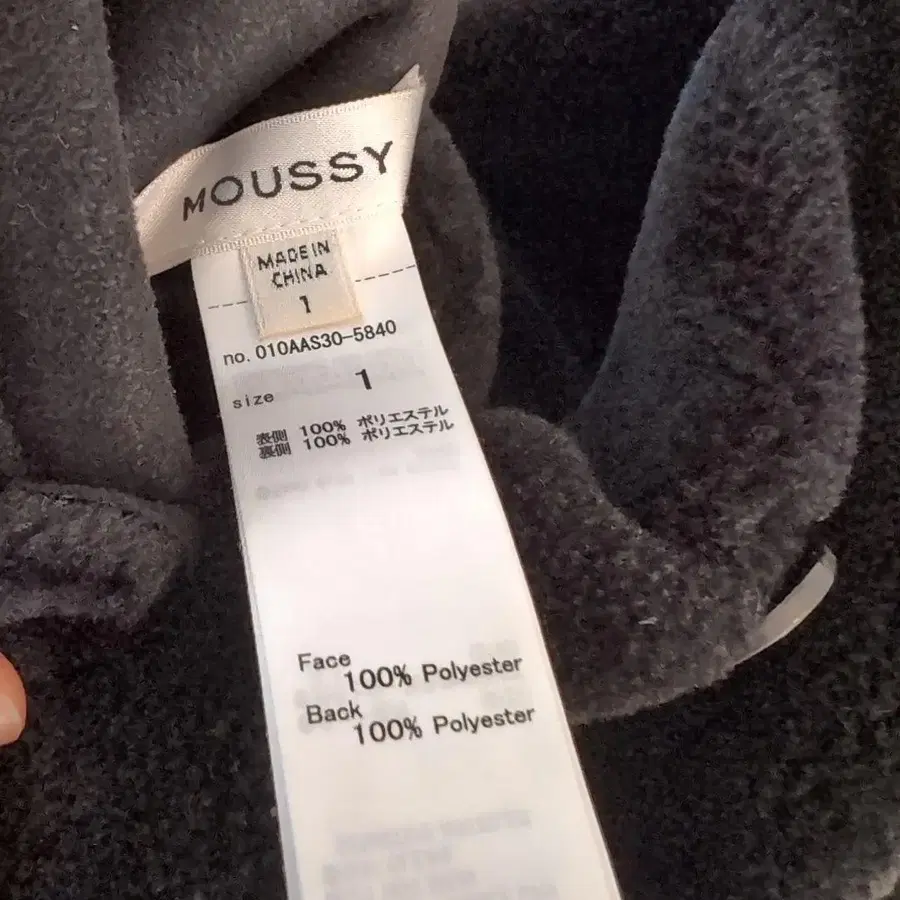 MOUSSY
MADE IN
CHINA
1
no. 010AAS30-5840
size 1
表側 100% ポリエステル
裏側 100% ポリエステル
Face
100% Polyester
Back
100% Polyester